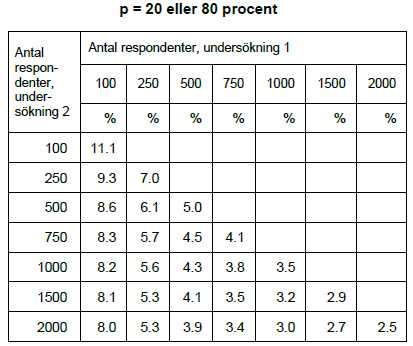 p = 20 eller 80 procent
Antal
respon-
denter,
under-
sökning 2
Antal respondenter, undersökning 1
100 250 500 750 1000 1500 2000
% % % % % % %
100 11.1
250 9.3 7.0
500 8.6 6.1 5.0
750 8.3 5.7 4.5 4.1
1000 8.2 5.6 4.3 3.8 3.5
1500 8.1 5.3 4.1 3.5 3.2 2.9
2000 8.0 5.3 3.9 3.4 3.0 2.7 2.5